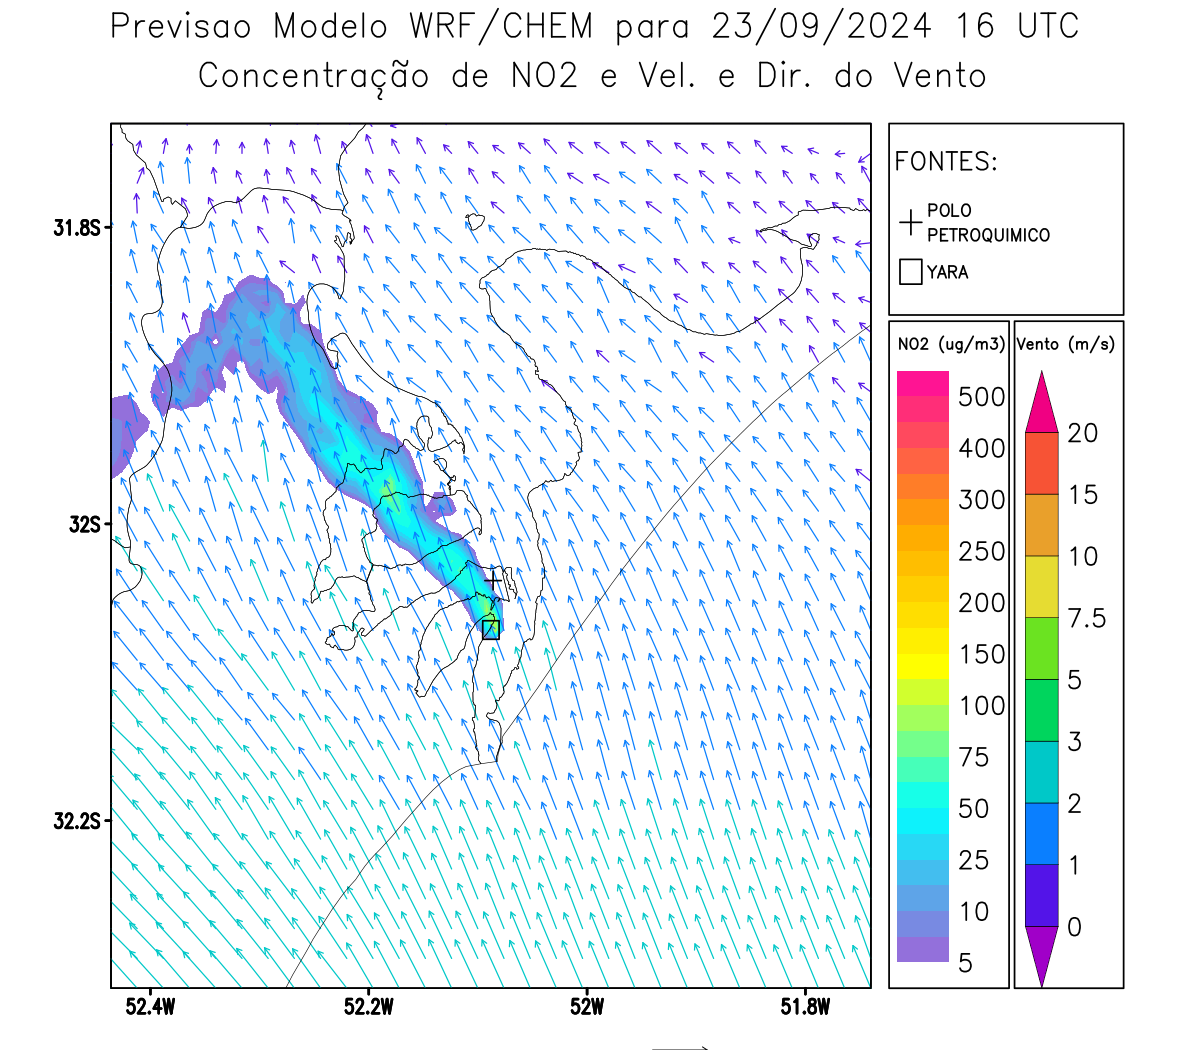 Previsao Modelo WRF/CHEM para 23/09/2024 16 UTC
Concentração de NO2 e Vel. e Dir. do Vento
FONTES:
POLO
PETROQUIMICO
YARA
NO2 (ug/m3)
500
400
300
250
200
150
100
75
50
25
10
5
Vento (m/s)
20
15
10
7.5
5
3
2
1
0
31.8S
32S
32.2S
52.4W
52.2W
52W
51.8W